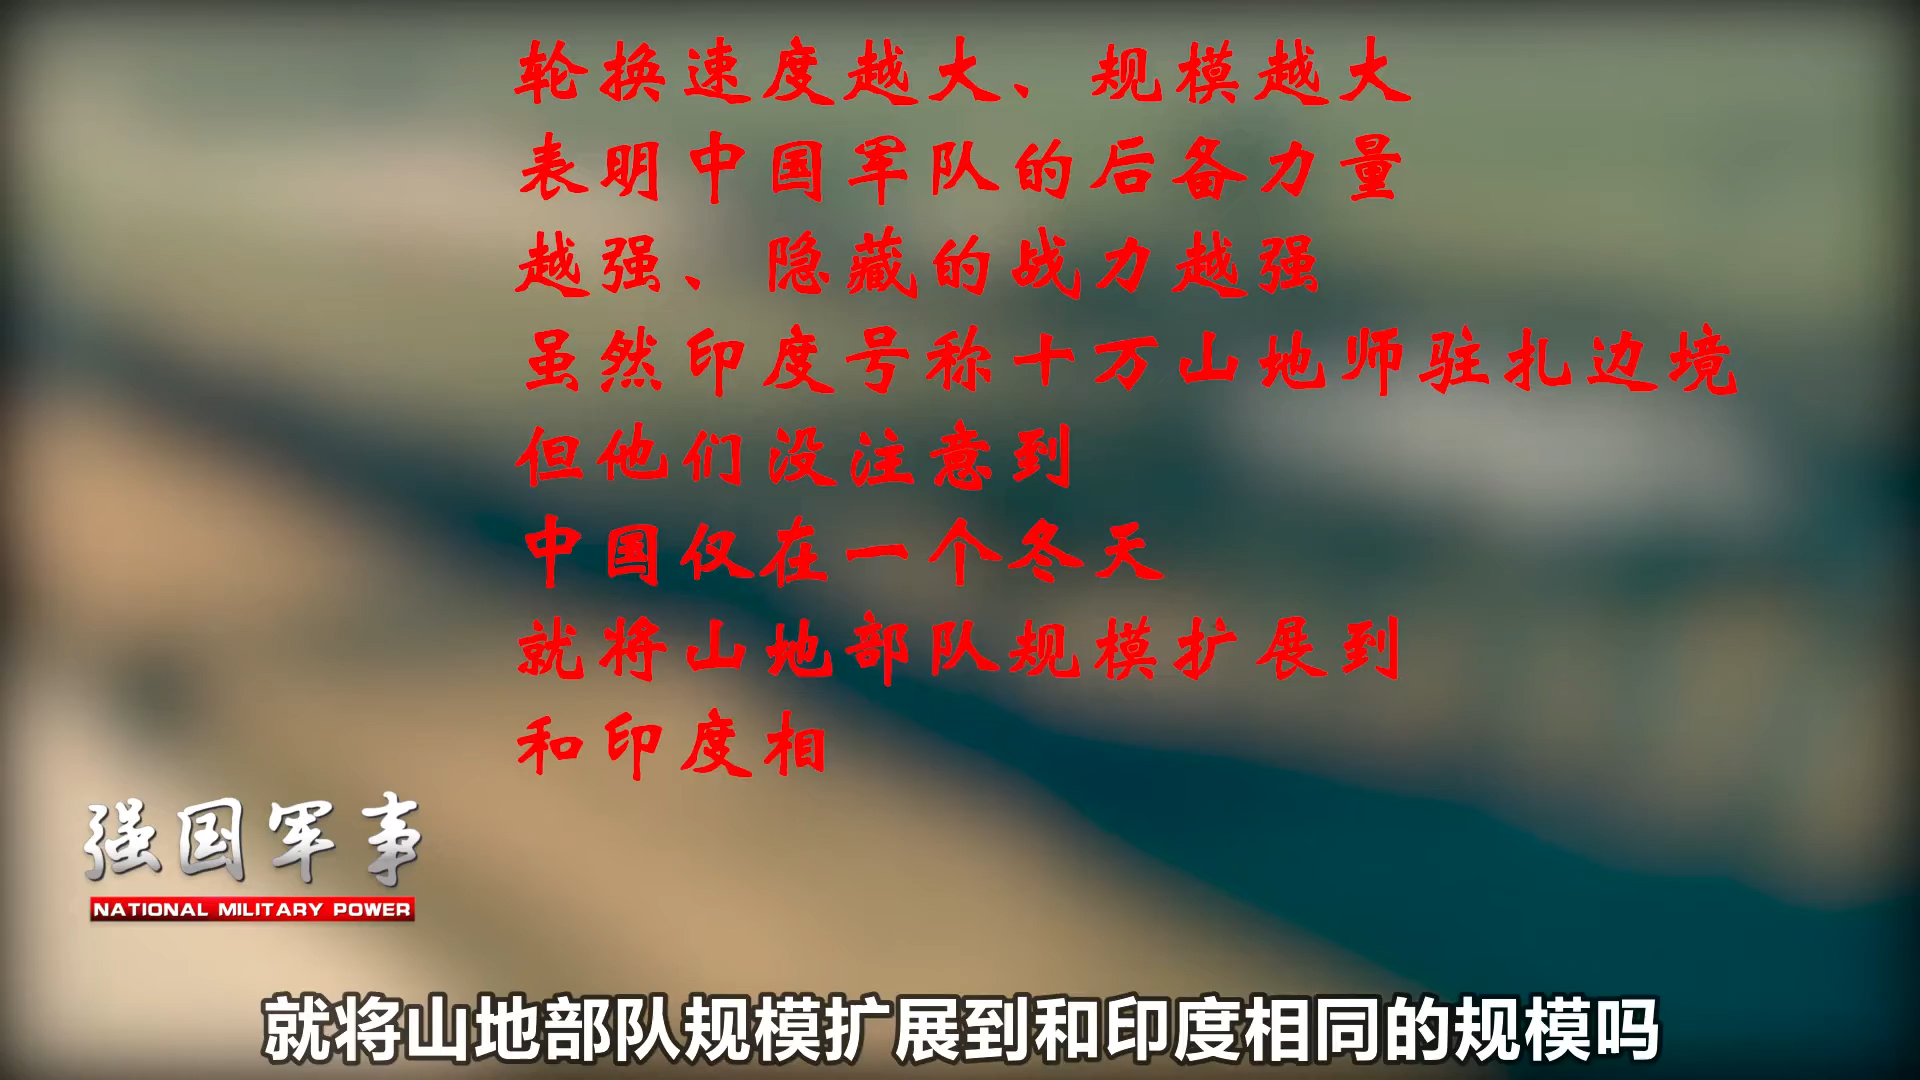 轮换速度越大、规模越大
表明中国军队的后备力量
越强、隐藏的战力越强
虽然印度号称十万山地师驻扎边境
但他们没注意到
中国仅在一个冬天
就将山地部队规模扩展到
和印度相
强国军事
NATIONAL MILITARY POWER
就将山地部队规模扩展到和印度相同的规模吗